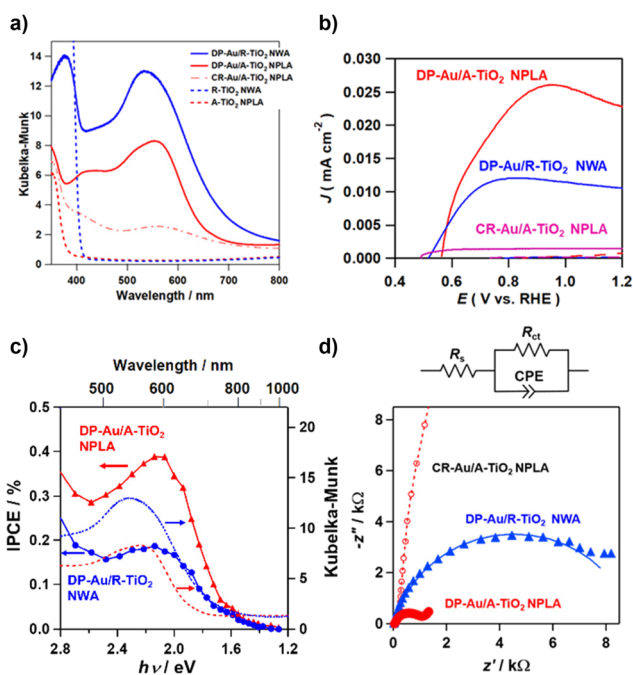 a)
Kubelka-Munk
14
12
10
8
6
4
2
0
DP-Au/R-TiO2 NWA
DP-Au/A-TiO2 NPLA
CR-Au/A-TiO2 NPLA
R-TiO2 NWA
A-TiO2 NPLA
400 500 600 700 800
Wavelength / nm
b)
J (mA cm-2)
0.030
0.025
0.020
0.015
0.010
0.005
0.000
DP-Au/A-TiO2 NPLA
DP-Au/R-TiO2 NWA
CR-Au/A-TiO2 NPLA
0.4 0.6 0.8 1.0 1.2
E ( V vs. RHE)
c)
Wavelength / nm
500 600 800 1000
IPCE / %
0.5
0.4
0.3
0.2
0.1
0.0
DP-Au/A-TiO2
NPLA
DP-Au/R-TiO2
NWA
20
15
10
5
0
Kubelka-Munk
2.8 2.4 2.0 1.6 1.2
hν / eV
d)
Rs
Rct
CPE
-z″ / kΩ
8
6
4
2
0
CR-Au/A-TiO2 NPLA
DP-Au/R-TiO2 NWA
DP-Au/A-TiO2 NPLA
0 2 4 6 8
z′ / kΩ